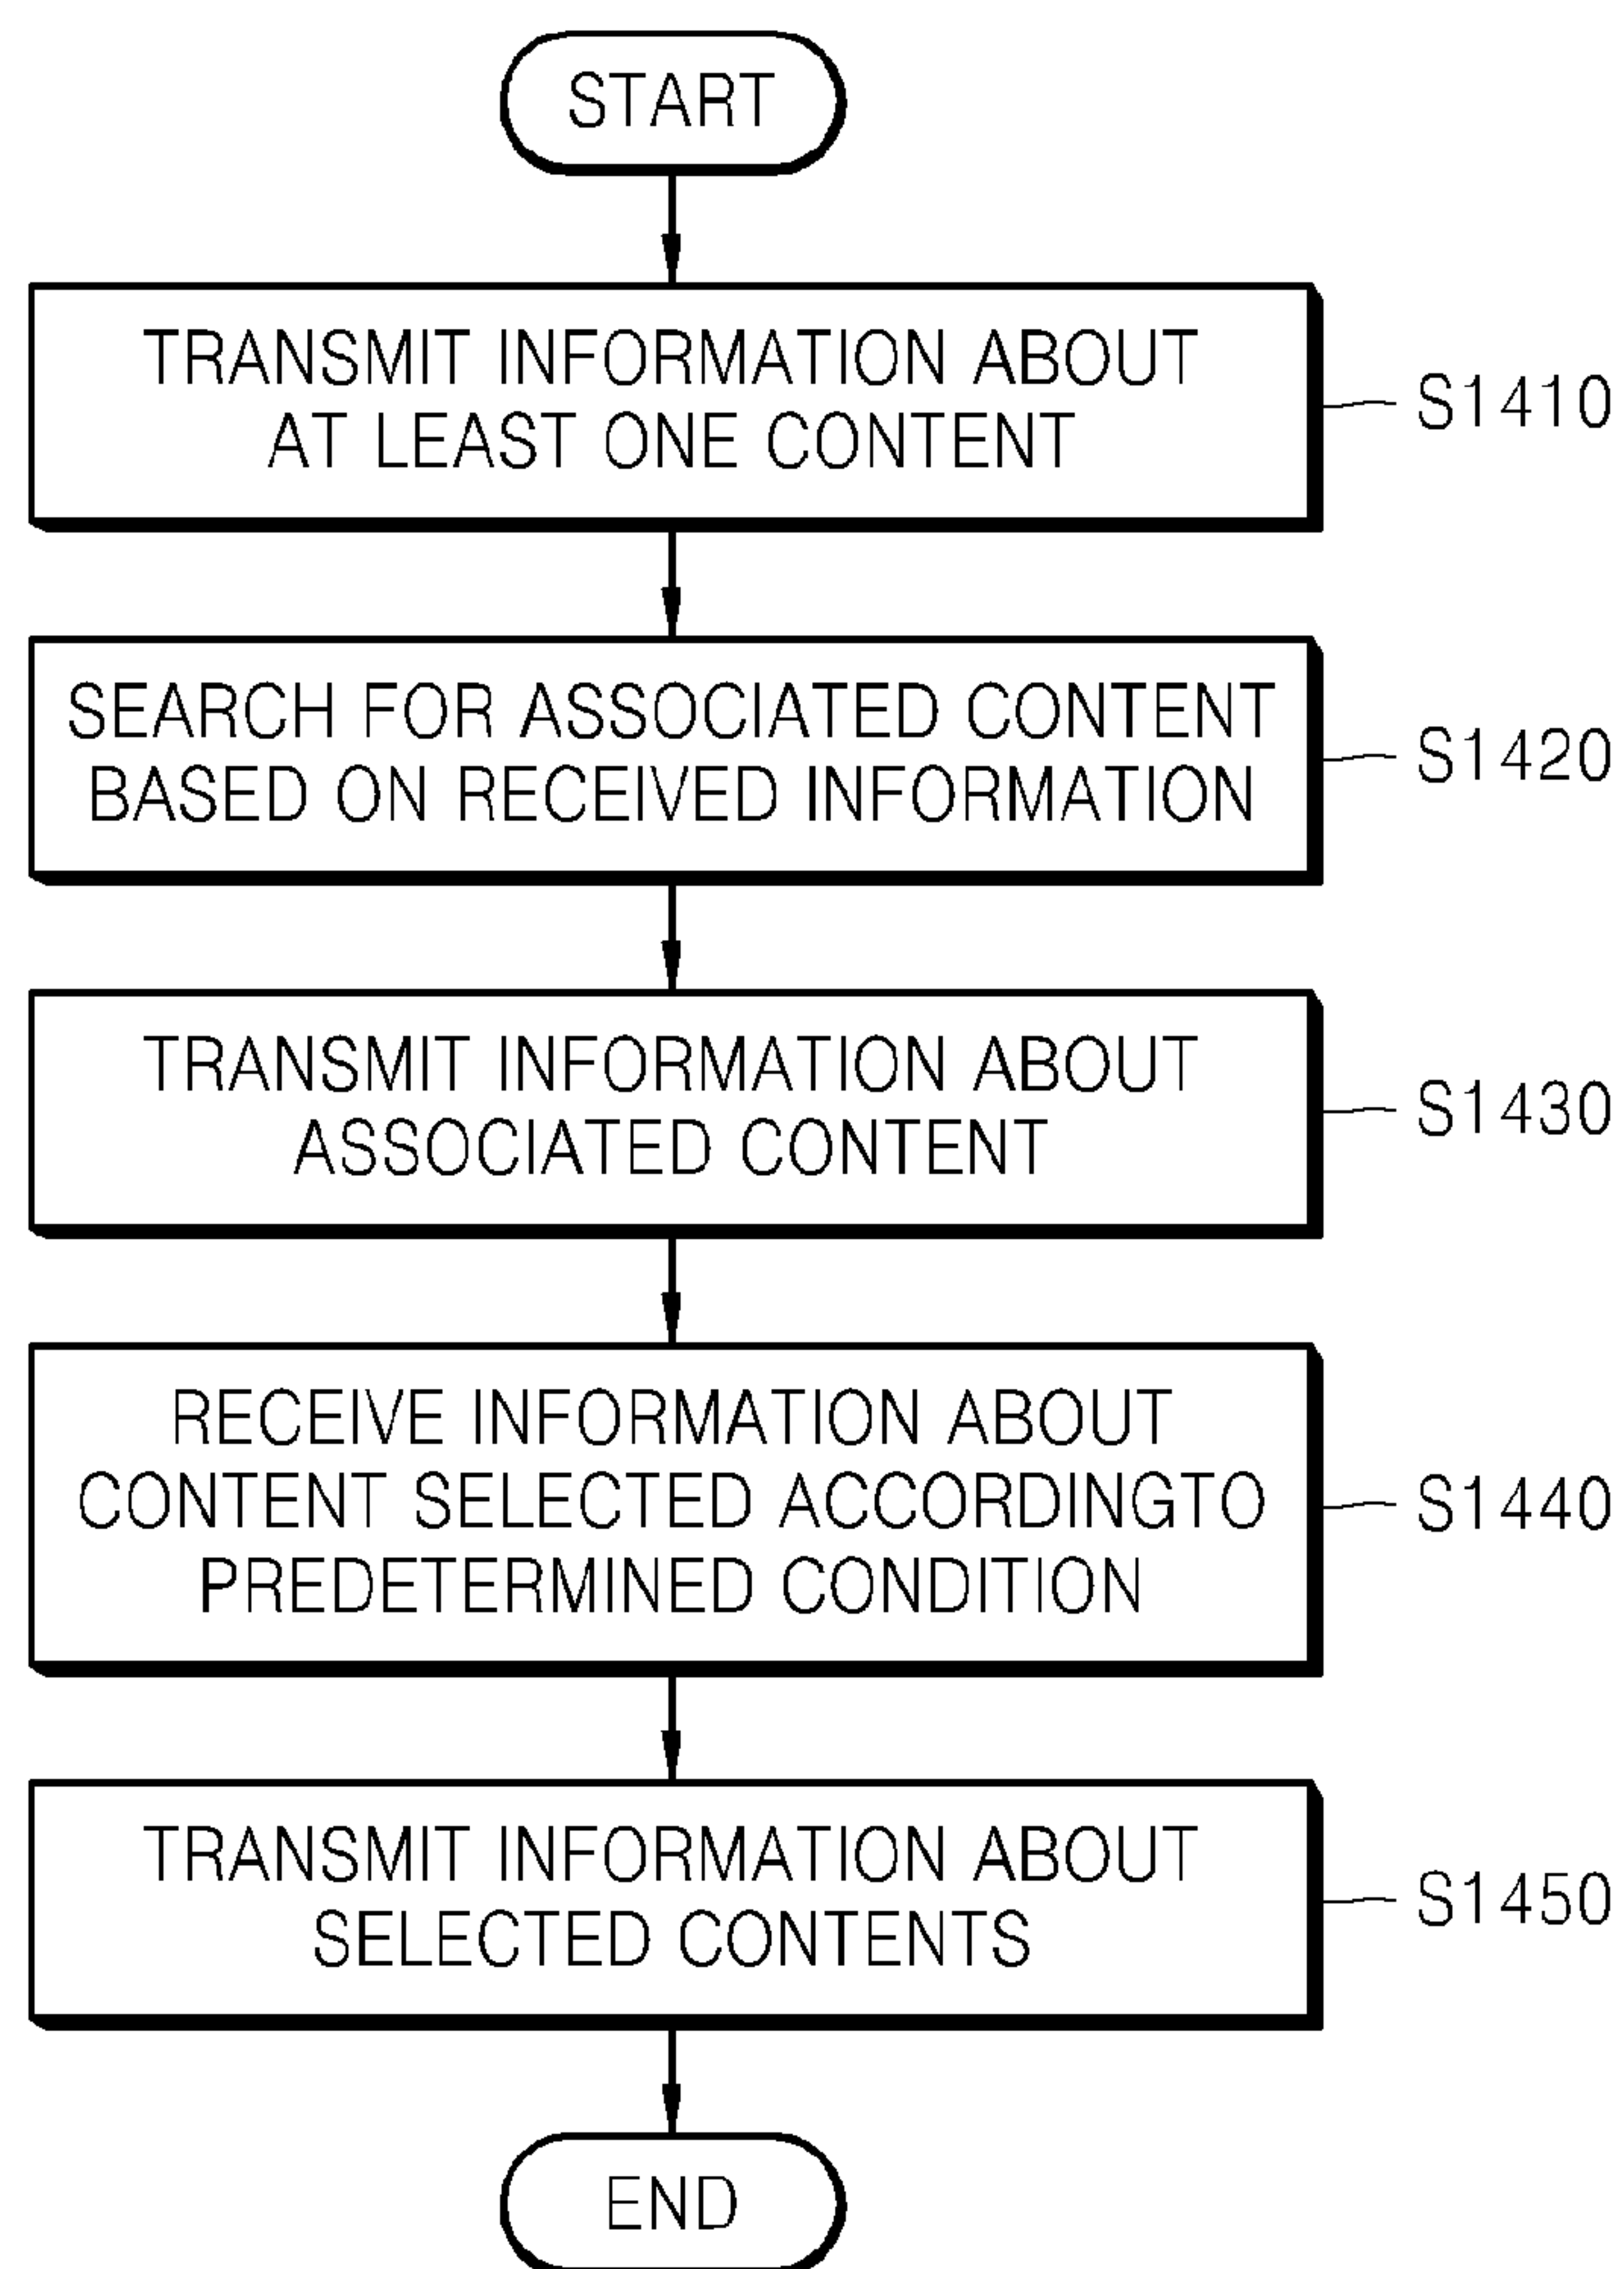 START
TRANSMIT INFORMATION ABOUT
AT LEAST ONE CONTENT
S1410
SEARCH FOR ASSOCIATED CONTENT
BASED ON RECEIVED INFORMATION
S1420
TRANSMIT INFORMATION ABOUT
ASSOCIATED CONTENT
S1430
RECEIVE INFORMATION ABOUT
CONTENT SELECTED ACCORDINGTO
PREDETERMINED CONDITION
S1440
TRANSMIT INFORMATION ABOUT
SELECTED CONTENTS
S1450
END